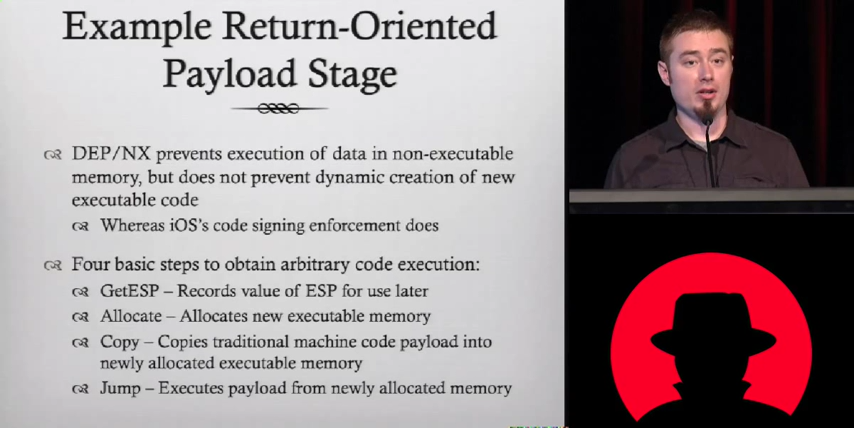 Example Return-Oriented
Payload Stage
DEP/NX prevents execution of data in non-executable
memory, but does not prevent dynamic creation of new
executable code
Whereas iOS's code signing enforcement does
Four basic steps to obtain arbitrary code execution:
GetESP – Records value of ESP for use later
Allocate – Allocates new executable memory
Copy – Copies traditional machine code payload into
newly allocated executable memory
Jump – Executes payload from newly allocated memory